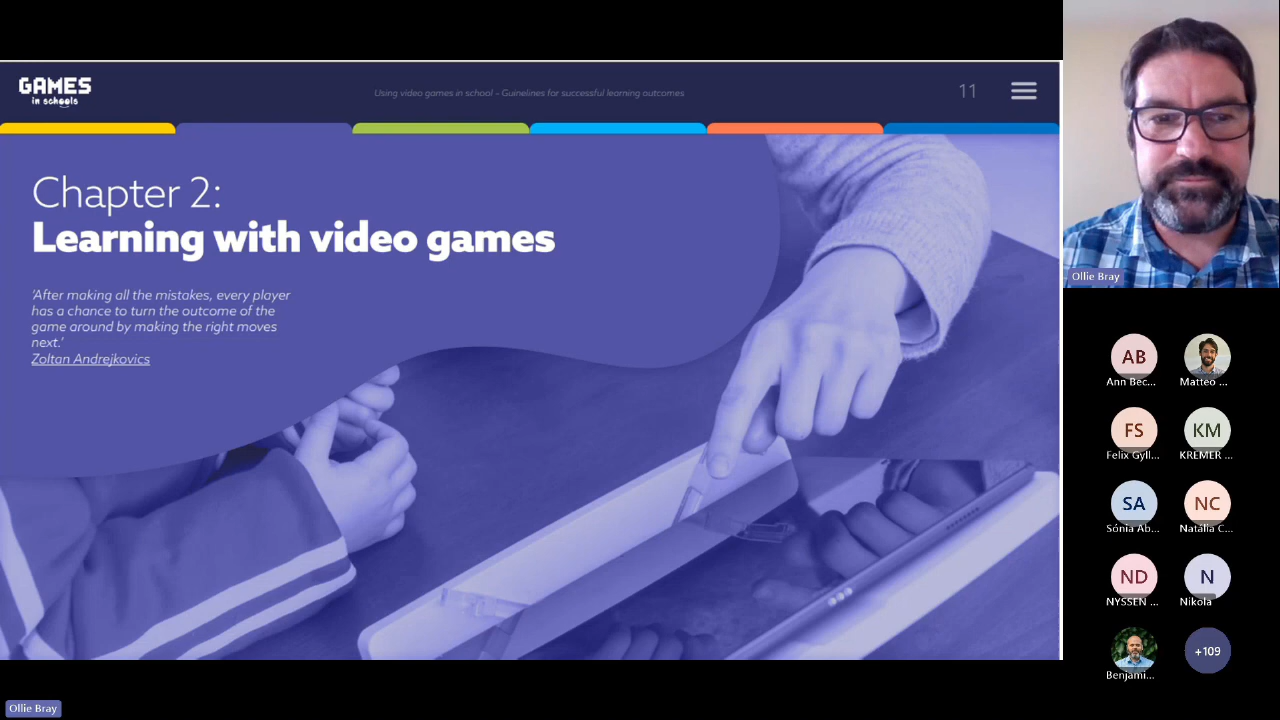 GAMES
in schools
Using video games in school – Guinelines for successful learning outcomes
11
Chapter 2:
Learning with video games
‘After making all the mistakes, every player
has a chance to turn the outcome of the
game around by making the right moves
next.’
Zoltan Andrejkovics
Ollie Bray
AB
Ann Bec...
Matteo ...
FS
Felix Gyll...
KM
KREMER ...
SA
Sónia Ab...
NC
Natália C...
ND
NYSSEN ...
N
Nikola
Benjami...
+109
Ollie Bray